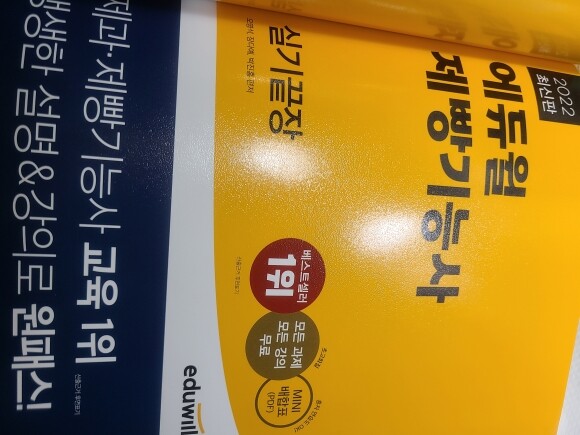 2022
최신판
에듀윌
제빵기능사
실기끝장
베스트셀러
1위
모든 과제
모든 강의
무료
MINI
배합표
(PDF)
eduwill
제과·제빵기능사 교육 1위
생생한 설명&강의로 원패스!